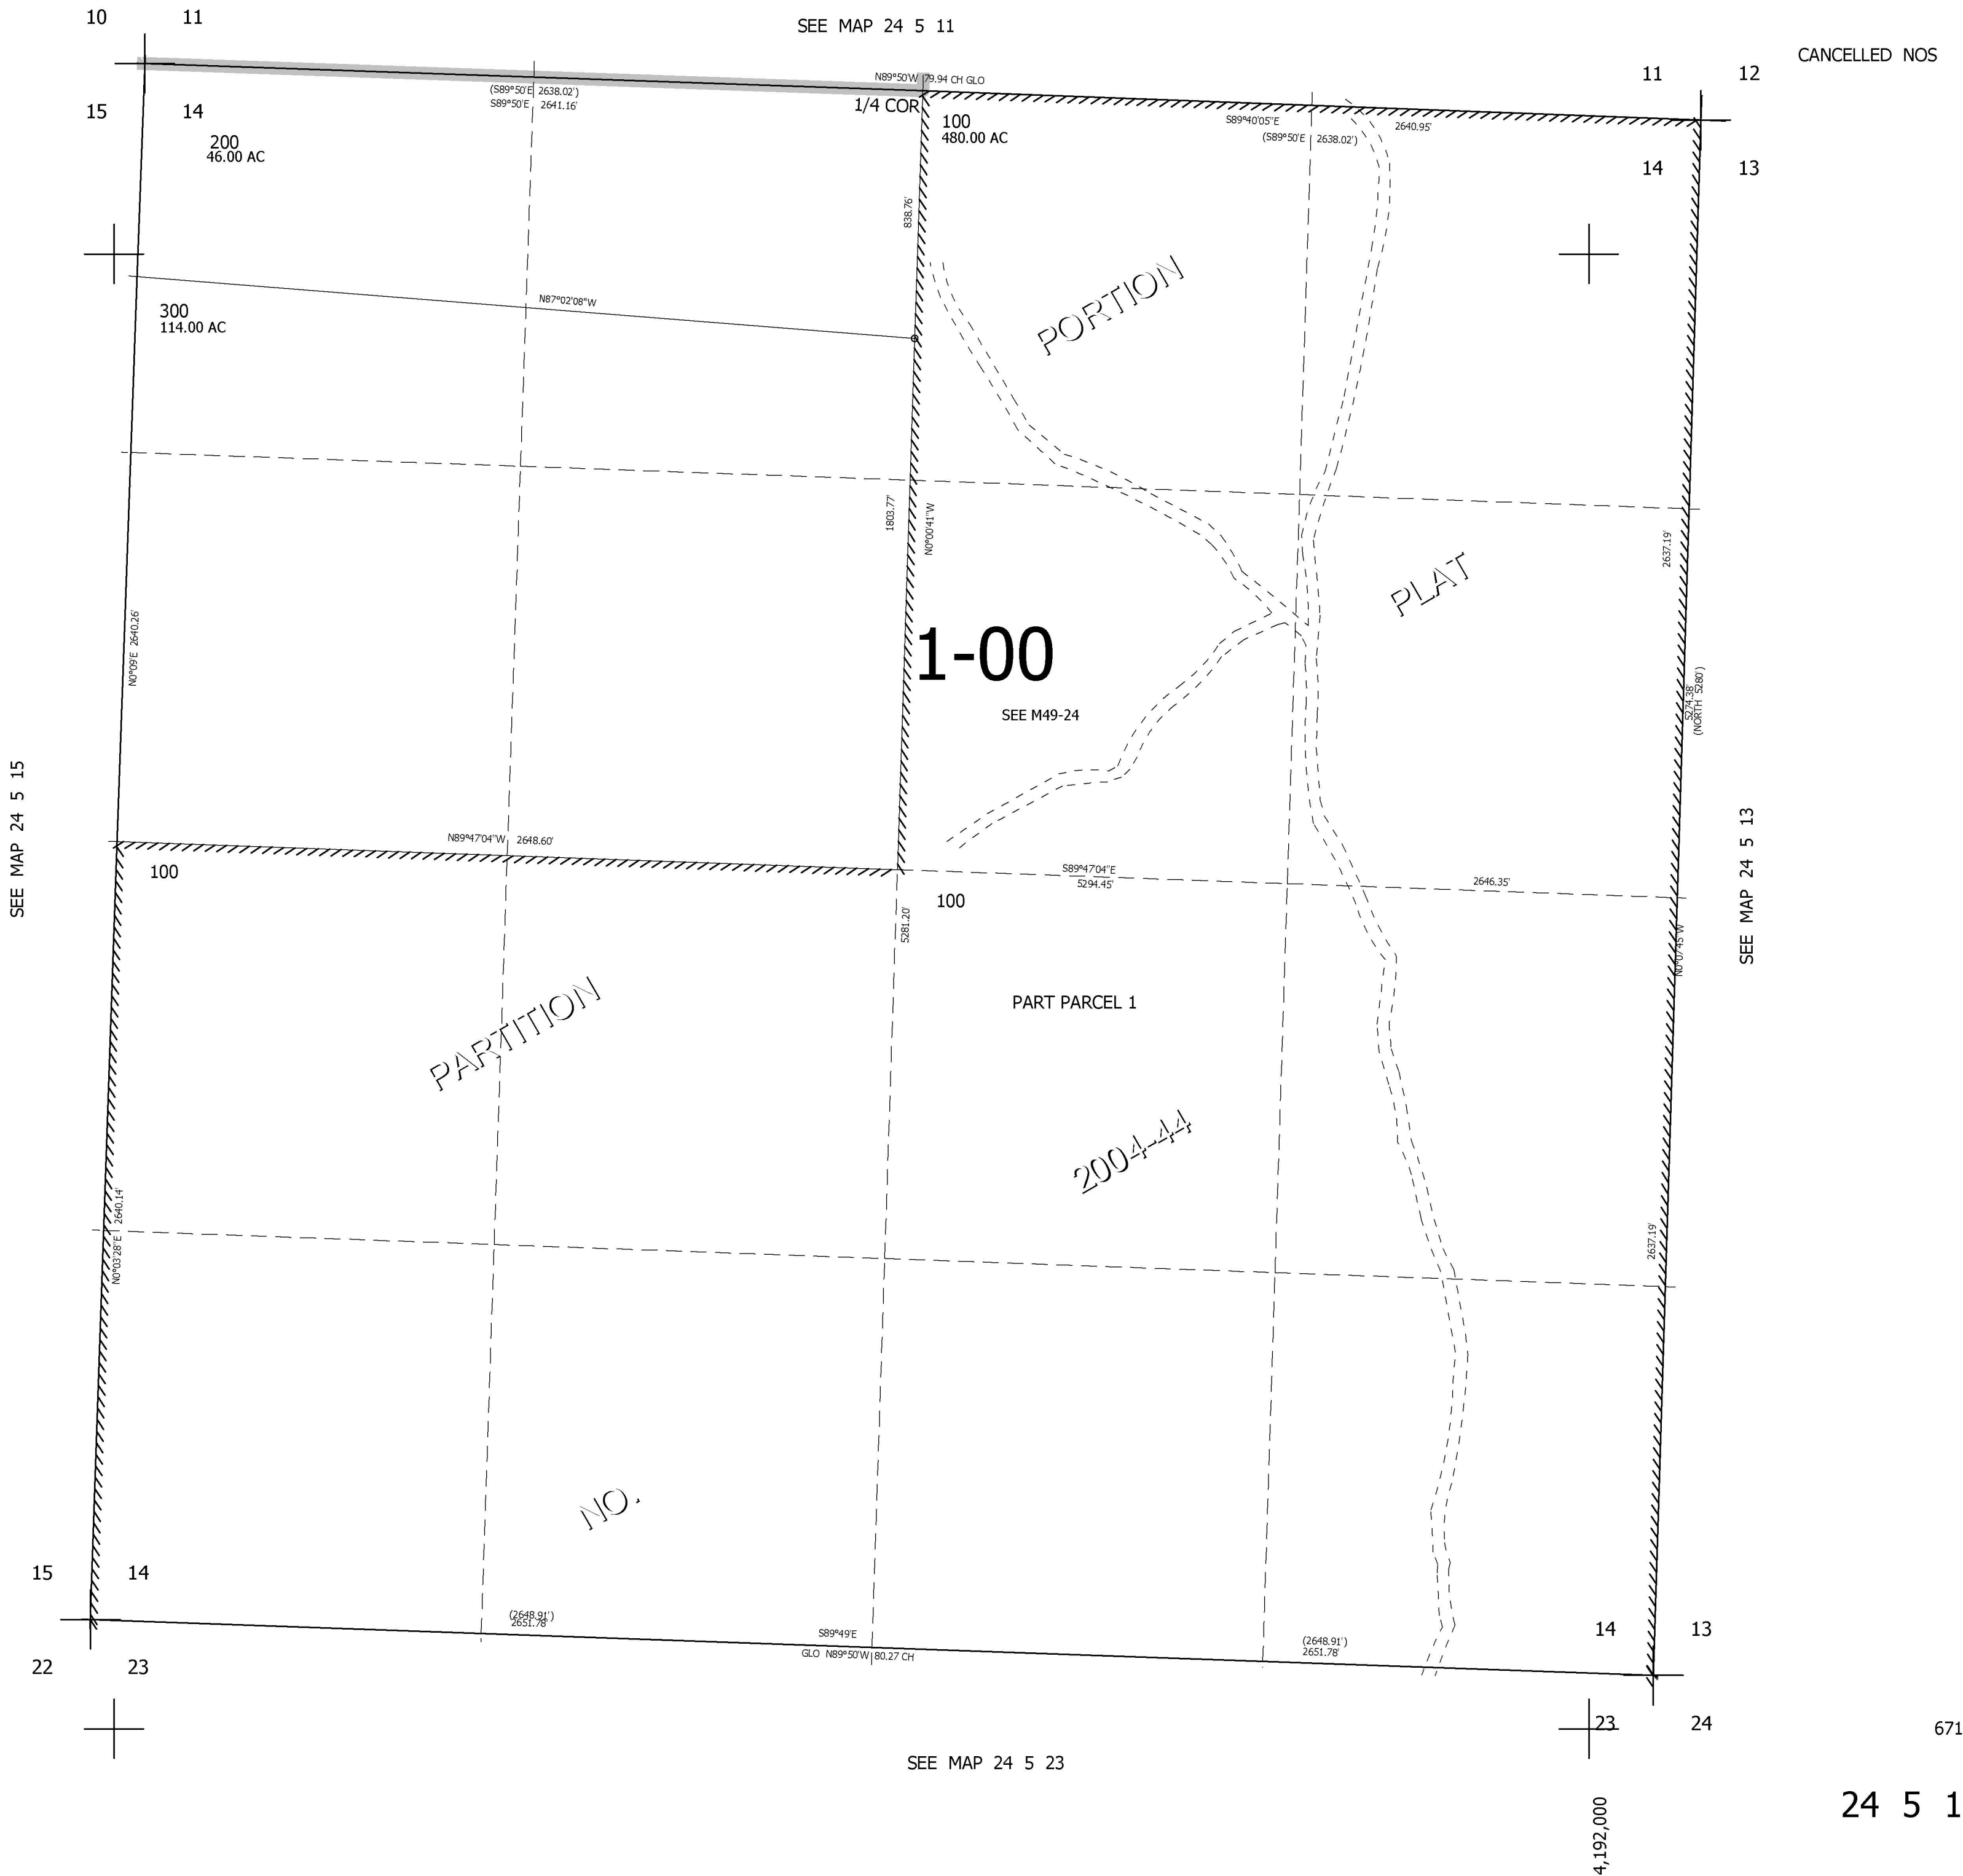 10 11
SEE MAP 24 5 11
CANCELLED NOS
N89°50'W 79.94 CH GLO
11 12
(S89°50'E 2638.02')
S89°50'E 2641.16'
1/4 COR
15 14
100
480.00 AC
S89°40'05"E
2640.95'
(S89°50'E 2638.02')
200
46.00 AC
14 13
838.76'
PORTION
N87°02'08"W
300
114.00 AC
1803.77'
N0°00'41"W
2637.19'
PLAT
N0°09'E 2640.26'
1-00
5274.38'
(NORTH 5280')
SEE M49-24
SEE MAP 24 5 15
SEE MAP 24 5 13
N89°47'04"W 2648.60'
100
S89°47'04"E
5294.45'
2646.35'
100
5281.20'
N0°07'45"W
PARTITION
PART PARCEL 1
2004-44
N0°03'28"E 2640.14'
2637.19'
NO.
15 14
(2648.91')
2651.78'
S89°49'E
GLO N89°50'W 80.27 CH
(2648.91')
2651.78'
14 13
22 23
23 24
671
SEE MAP 24 5 23
24 5 1
4,192,000